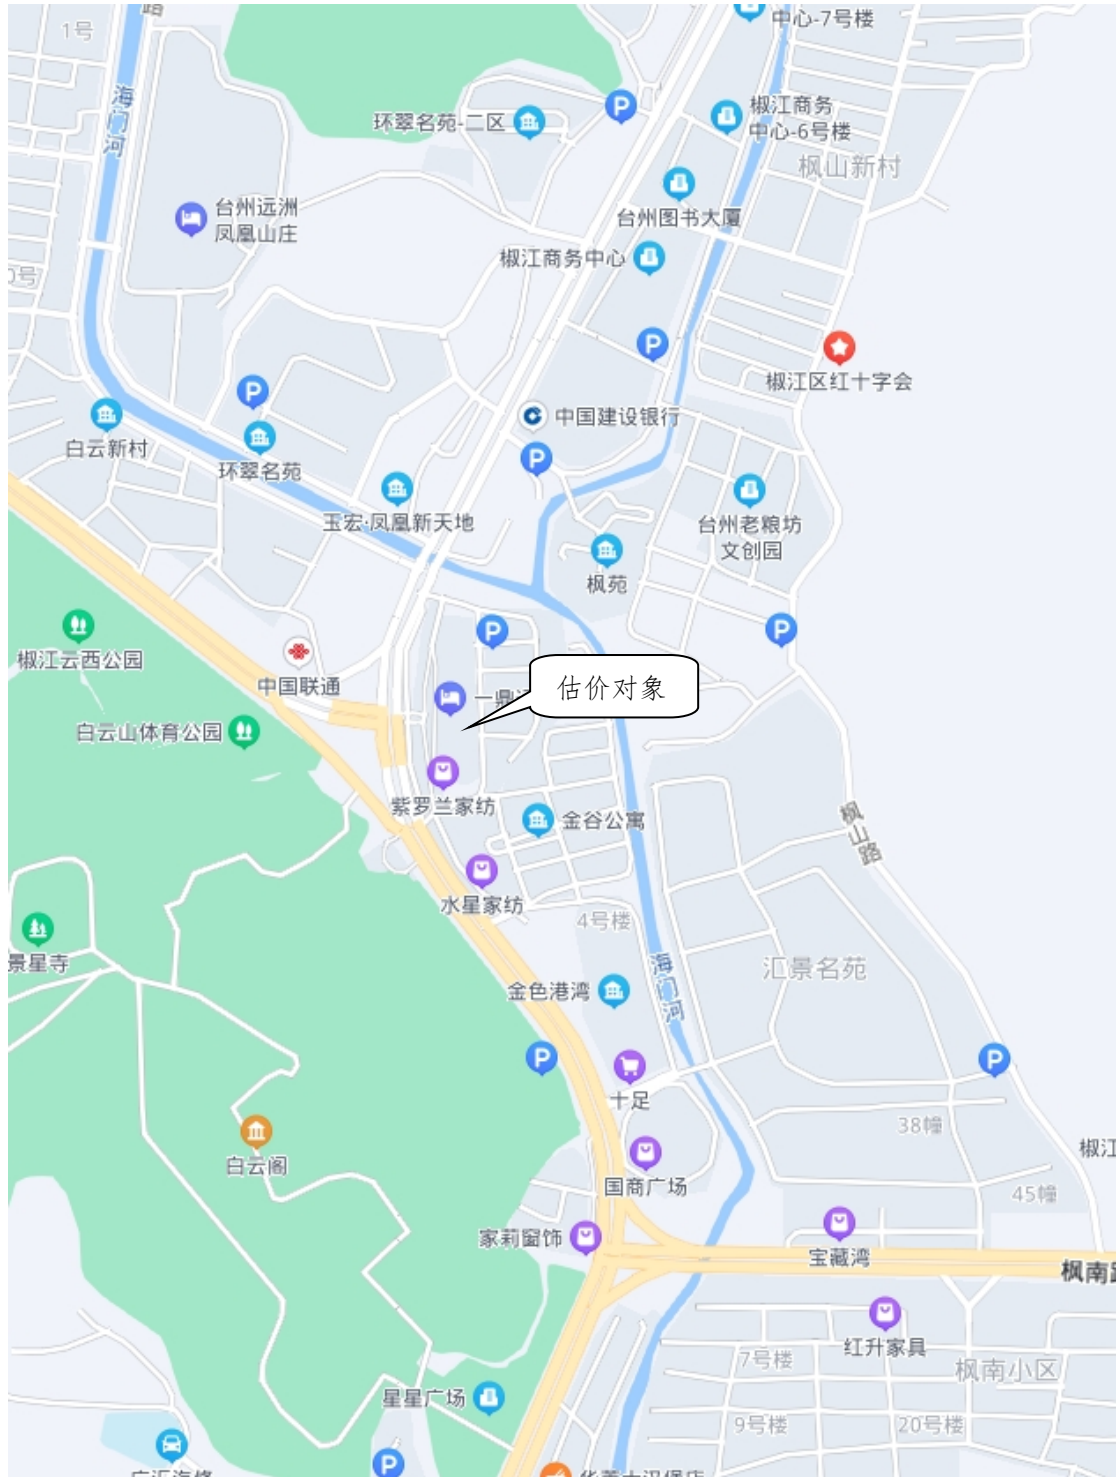 路
1号
中心-7号楼
海门河
椒江商务
中心-6号楼
环翠名苑-二区
枫山新村
台州远洲
凤凰山庄
台州图书大厦
椒江商务中心
0号
椒江区红十字会
中国建设银行
白云新村
环翠名苑
玉宏·凤凰新天地
台州老粮坊
文创园
枫苑
椒江云西公园
中国联通
估价对象
一鼎
白云山体育公园
紫罗兰家纺
金谷公寓
枫山路
水星家纺
4号楼
景星寺
海门河
汇景名苑
金色港湾
十足
38幢
椒江
白云阁
国商广场
45幢
家莉窗饰
宝藏湾
枫南路
红升家具
7号楼
枫南小区
星星广场
9号楼
20号楼